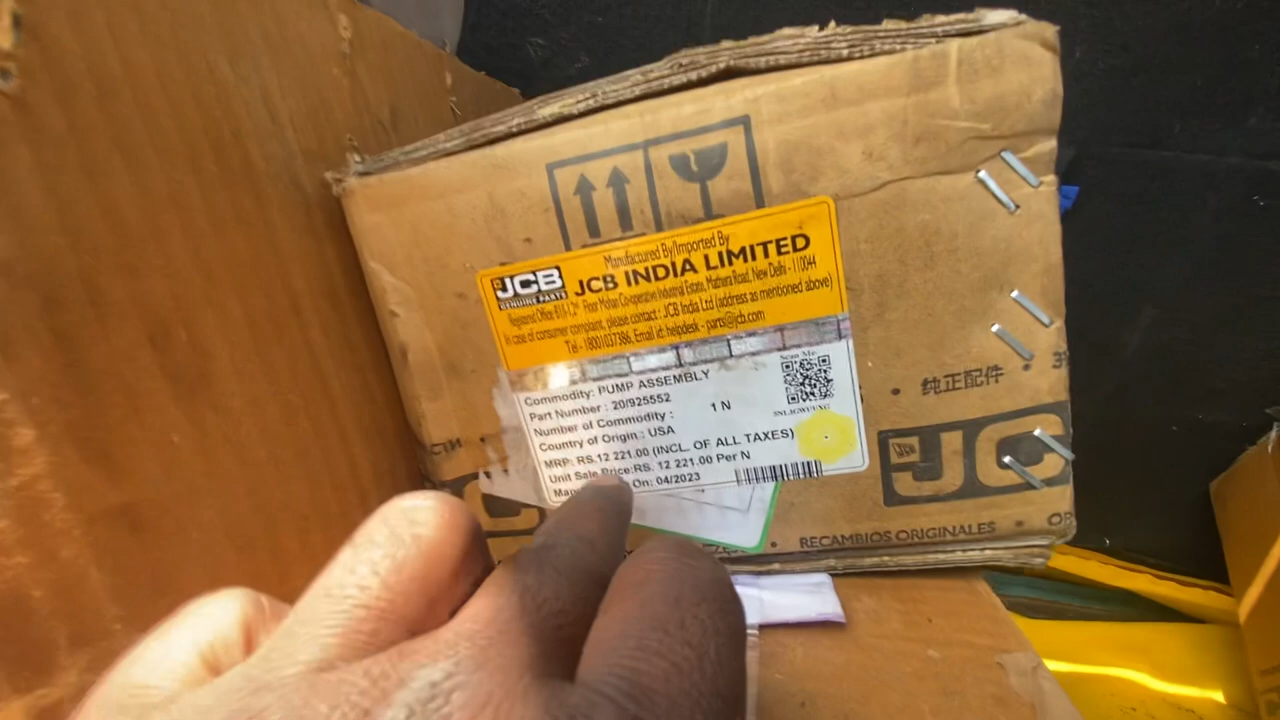 Manufactured By/Imported By
JCB
GENUINE PARTS
JCB INDIA LIMITED
Registered Office: Floor Mohan Co-operative Industrial Estate, Mathura Road, New Delhi - 110044
In case of consumer complaint, please contact : JCB India Ltd (address as mentioned above)
Tel - 18001037386, Email id: helpdesk - parts@jcb.com
Scan Me
Commodity: PUMP ASSEMBLY
Part Number : 20/925552
Number of Commodity : 1 N
Country of Origin : USA
MRP: RS.12 221.00 (INCL. OF ALL TAXES)
Unit Sale Price:RS. 12 221.00 Per N
On: 04/2023
纯正配件
JCB
JC
RECAMBIOS ORIGINALES